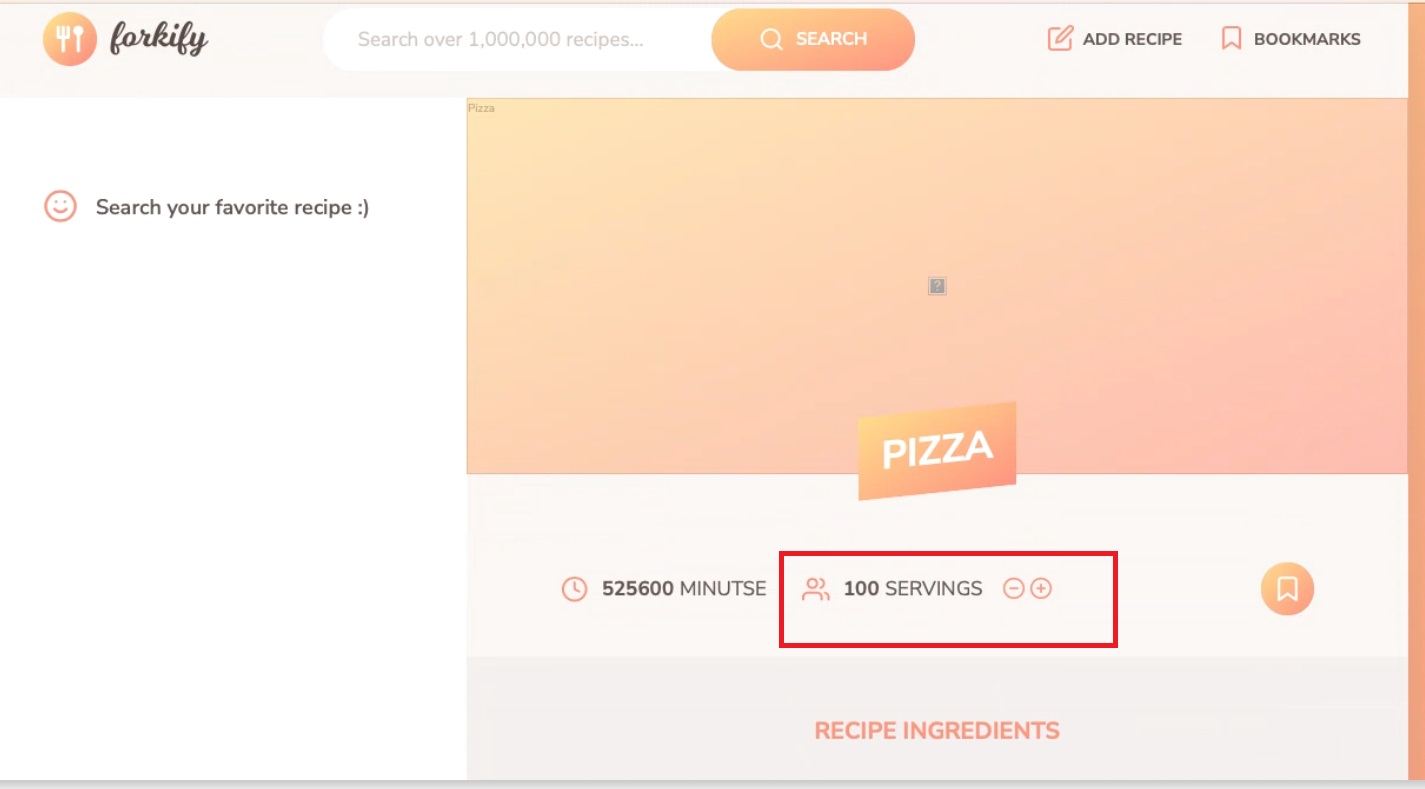 forkify
Search over 1,000,000 recipes...
SEARCH
ADD RECIPE
BOOKMARKS
Search your favorite recipe :)
Pizza
?
PIZZA
525600 MINUTSE
100 SERVINGS
RECIPE INGREDIENTS